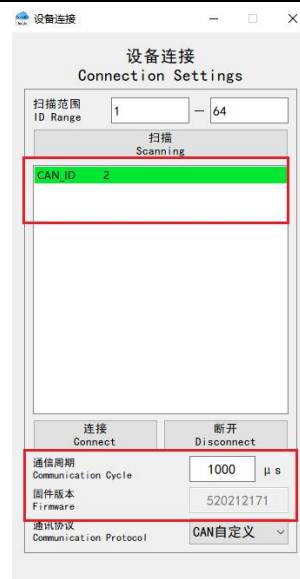 设备连接
设备连接
Connection Settings
扫描范围
ID Range
1 — 64
扫描
Scanning
CAN_ID 2
连接
Connect
断开
Disconnect
通信周期
Communication Cycle
1000 μs
固件版本
Firmware
520212171
通讯协议
Communication Protocol
CAN自定义